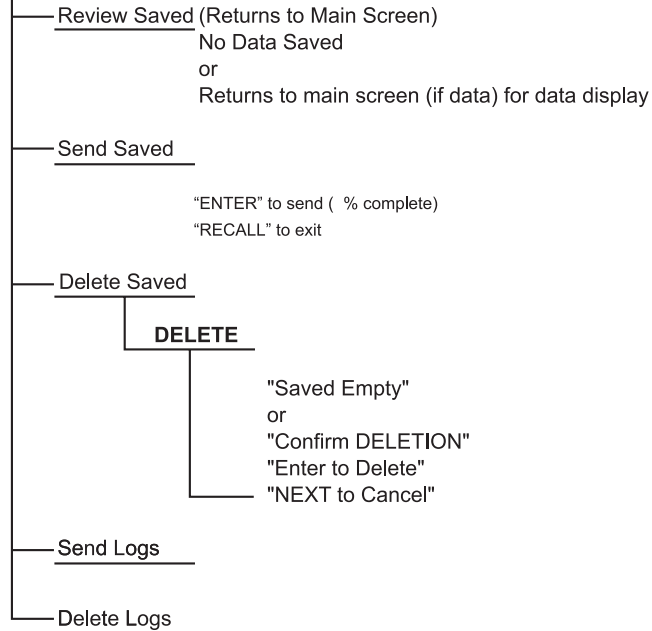 Review Saved (Returns to Main Screen)
No Data Saved
or
Returns to main screen (if data) for data display
Send Saved
“ENTER” to send (  % complete)
“RECALL” to exit
Delete Saved
DELETE
"Saved Empty"
or
"Confirm DELETION"
"Enter to Delete"
"NEXT to Cancel"
Send Logs
Delete Logs